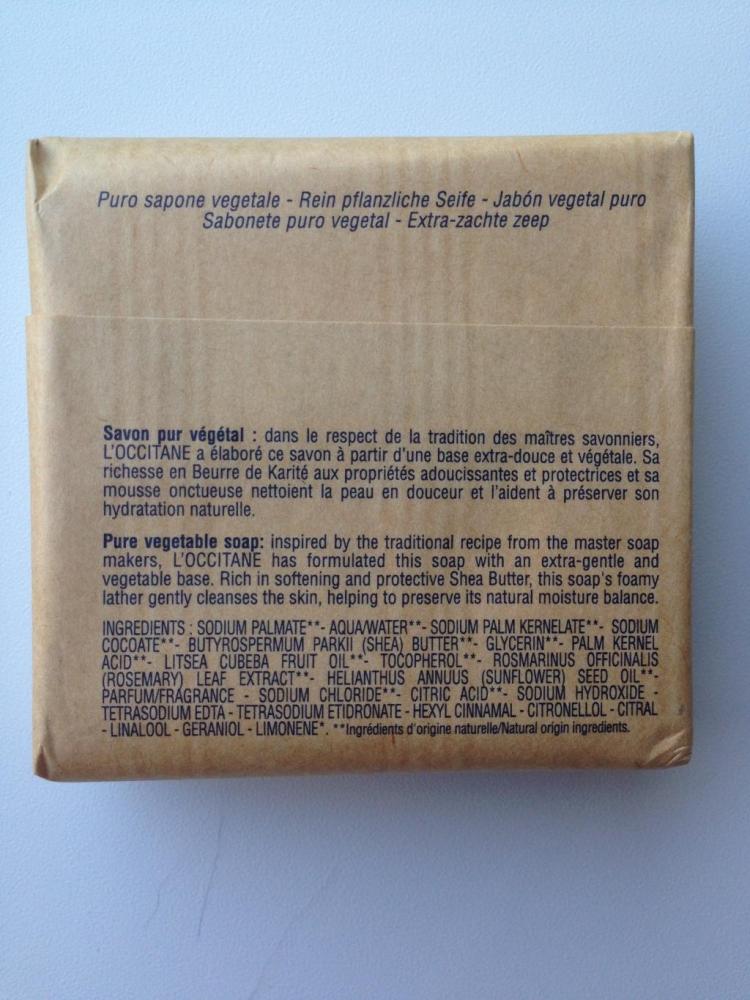 Puro sapone vegetale - Rein pflanzliche Seife - Jabón vegetal puro
Sabonete puro vegetal - Extra-zachte zeep
Savon pur végétal : dans le respect de la tradition des maîtres savonniers,
L'OCCITANE a élaboré ce savon à partir d'une base extra-douce et végétale. Sa
richesse en Beurre de Karité aux propriétés adoucissantes et protectrices et sa
mousse onctueuse nettoient la peau en douceur et l'aident à préserver son
hydratation naturelle.
Pure vegetable soap: inspired by the traditional recipe from the master soap
makers, L'OCCITANE has formulated this soap with an extra-gentle and
vegetable base. Rich in softening and protective Shea Butter, this soap's foamy
lather gently cleanses the skin, helping to preserve its natural moisture balance.
INGREDIENTS : SODIUM PALMATE**- AQUA/WATER**- SODIUM PALM KERNELATE**- SODIUM
COCOATE**- BUTYROSPERMUM PARKII (SHEA) BUTTER**- GLYCERIN**- PALM KERNEL
ACID**- LITSEA CUBEBA FRUIT OIL**- TOCOPHEROL**- ROSMARINUS OFFICINALIS
(ROSEMARY) LEAF EXTRACT**- HELIANTHUS ANNUUS (SUNFLOWER) SEED OIL**-
PARFUM/FRAGRANCE - SODIUM CHLORIDE**- CITRIC ACID**- SODIUM HYDROXIDE -
TETRASODIUM EDTA - TETRASODIUM ETIDRONATE - HEXYL CINNAMAL - CITRONELLOL - CITRAL
- LINALOOL - GERANIOL - LIMONENE*. **Ingrédients d'origine naturelle/Natural origin ingredients.